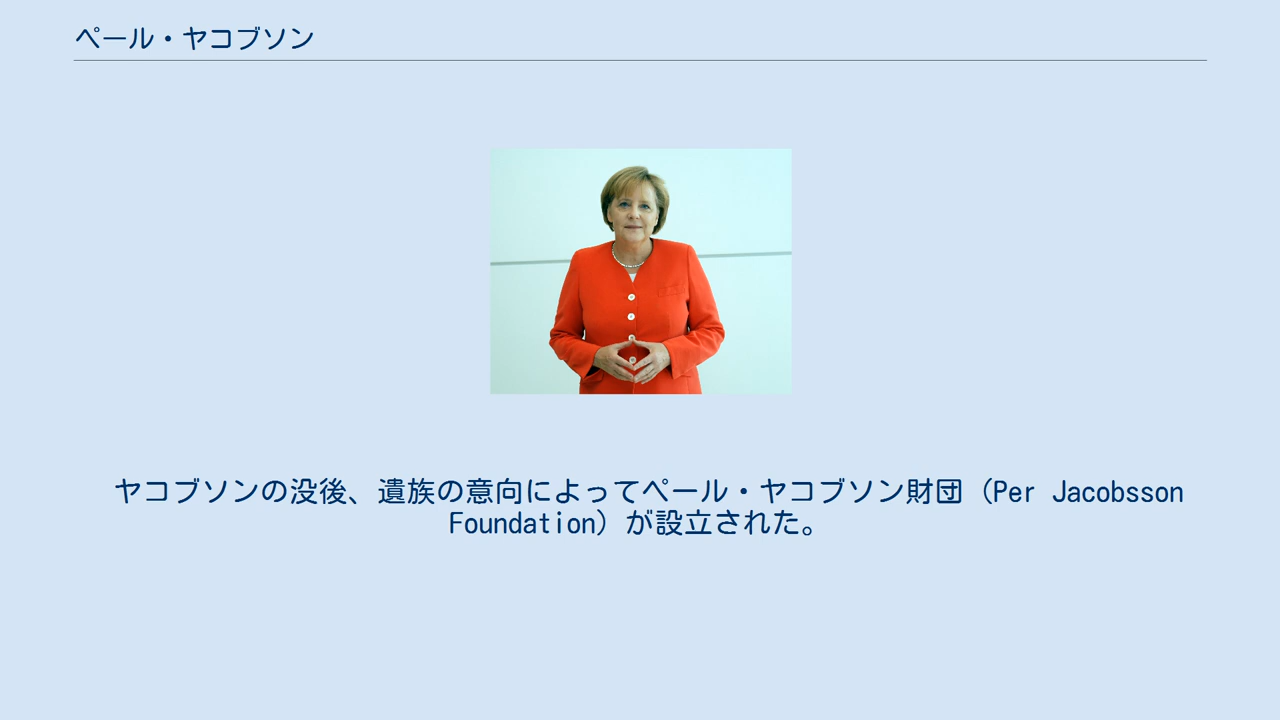 ペール・ヤコブソン
ヤコブソンの没後、遺族の意向によってペール・ヤコブソン財団（Per Jacobsson
Foundation）が設立された。